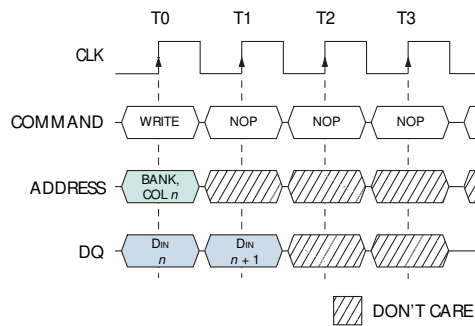 T0 T1 T2 T3
CLK
COMMAND WRITE NOP NOP NOP
BANK,
COL n
ADDRESS
DIN
n
DIN
n + 1
DQ
DON'T CARE